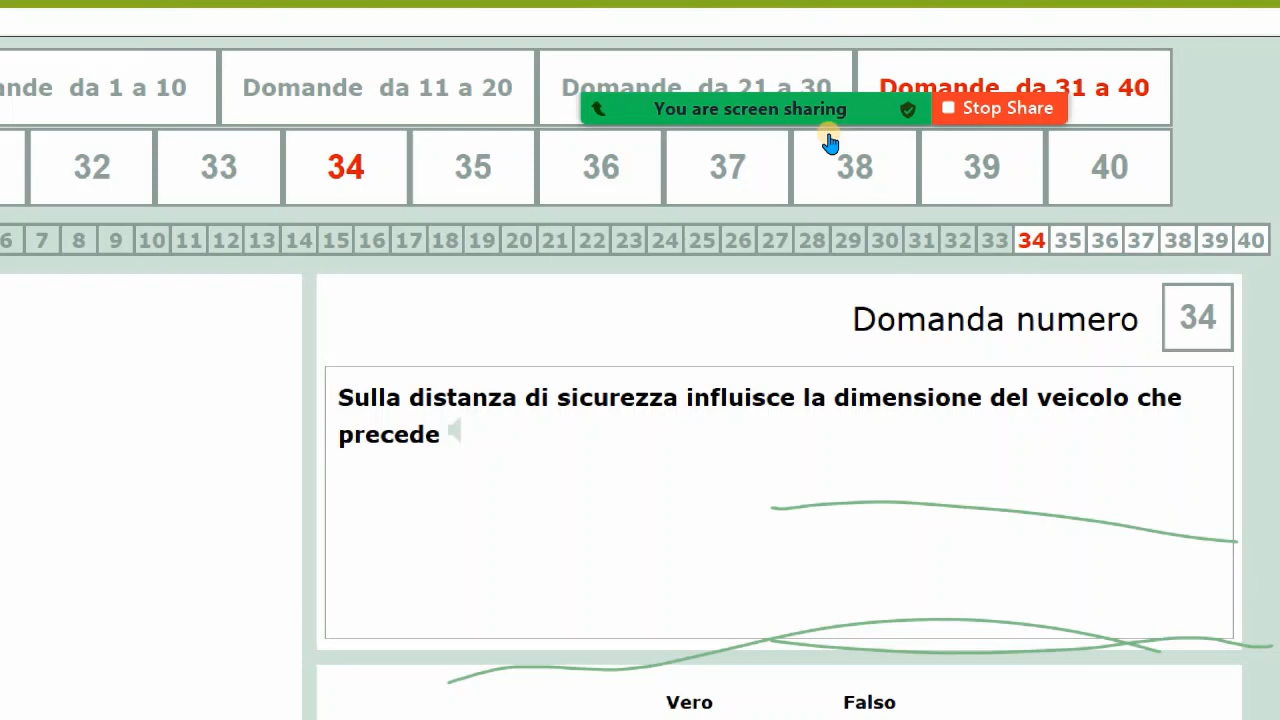 nde da 1 a 10 Domande da 11 a 20 Domande da 21 a 30 Domande da 31 a 40
You are screen sharing Stop Share
32 33 34 35 36 37 38 39 40
6 7 8 9 10 11 12 13 14 15 16 17 18 19 20 21 22 23 24 25 26 27 28 29 30 31 32 33 34 35 36 37 38 39 40
Domanda numero 34
Sulla distanza di sicurezza influisce la dimensione del veicolo che
precede
Vero Falso